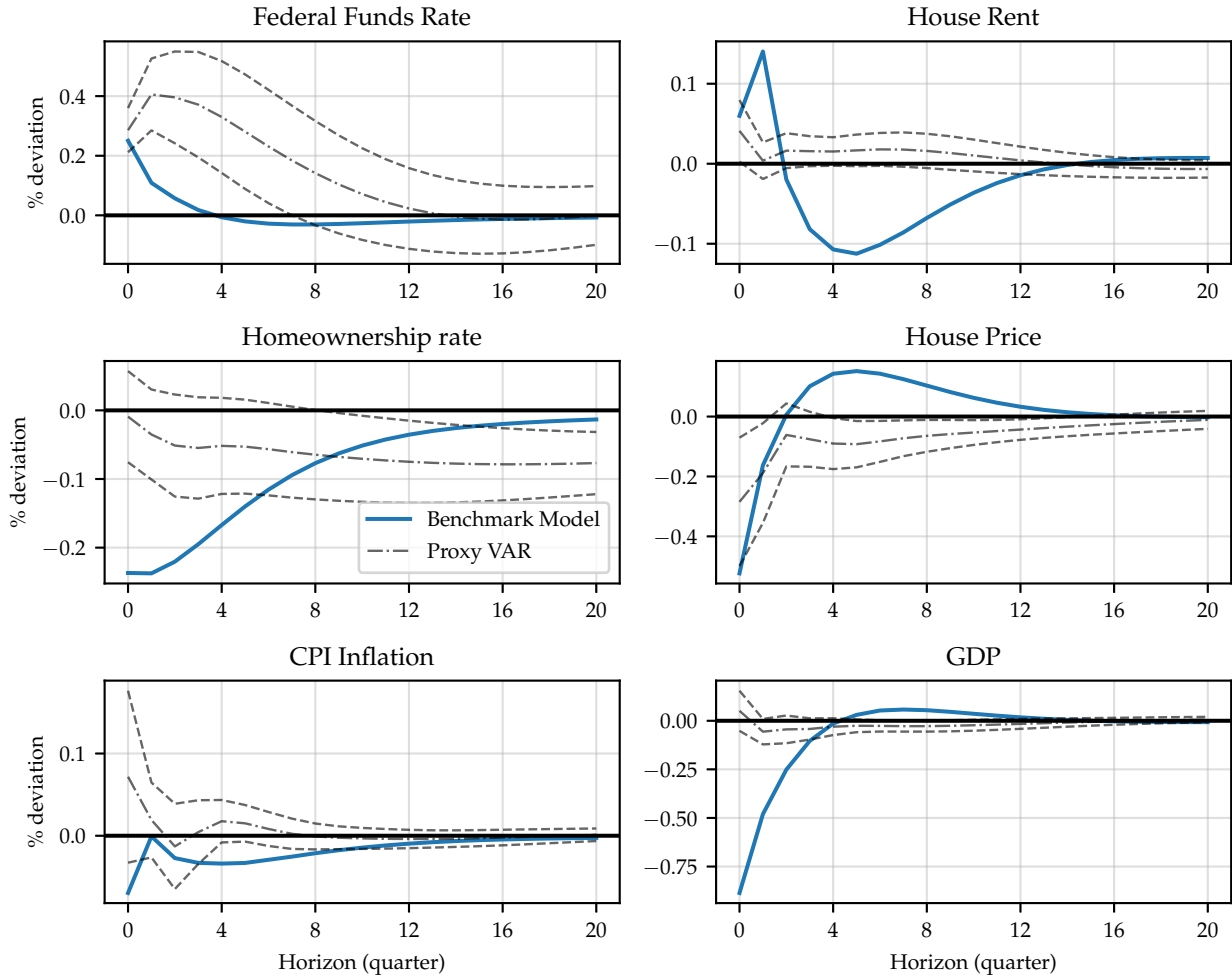 Federal Funds Rate
House Rent
% deviation
0.4
0.2
0.0
0.1
0.0
−0.1
0 4 8 12 16 20
0 4 8 12 16 20
Homeownership rate
House Price
% deviation
0.0
−0.1
−0.2
Benchmark Model
Proxy VAR
0.0
−0.2
−0.4
0 4 8 12 16 20
0 4 8 12 16 20
CPI Inflation
GDP
% deviation
0.1
0.0
0.00
−0.25
−0.50
−0.75
0 4 8 12 16 20
0 4 8 12 16 20
Horizon (quarter)
Horizon (quarter)